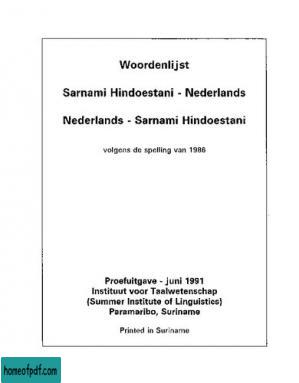 Woordenlijst
Sarnami Hindoestani - Nederlands
Nederlands - Sarnami Hindoestani
volgens de spelling van 1986
Proefuitgave - juni 1991
Instituut voor Taalwetenschap
(Summer Institute of Linguistics)
Paramaribo, Suriname
Printed in Suriname
homeofpdf.com